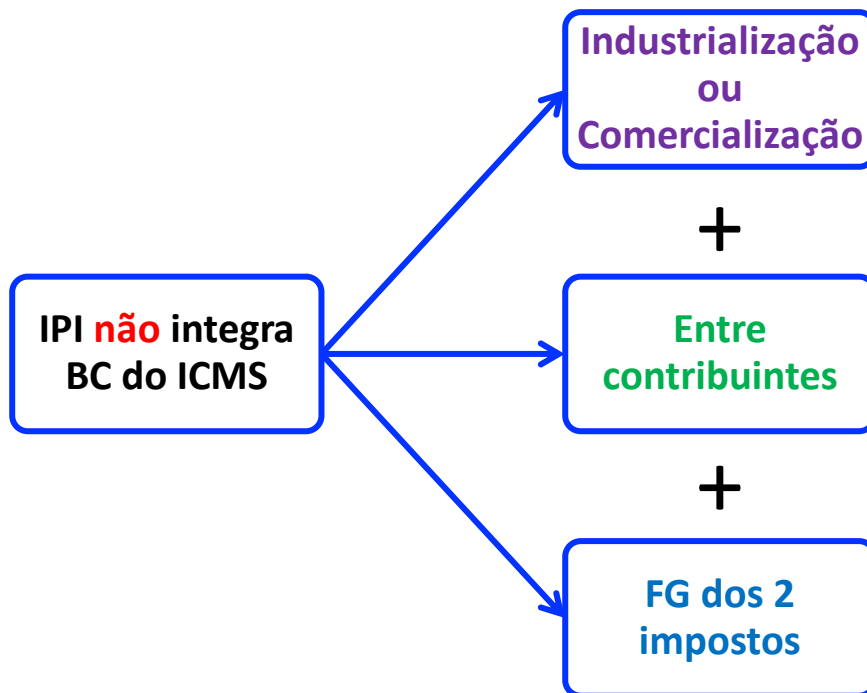 Industrialização
ou
Comercialização
+
IPI não integra
BC do ICMS
Entre
contribuintes
+
FG dos 2
impostos